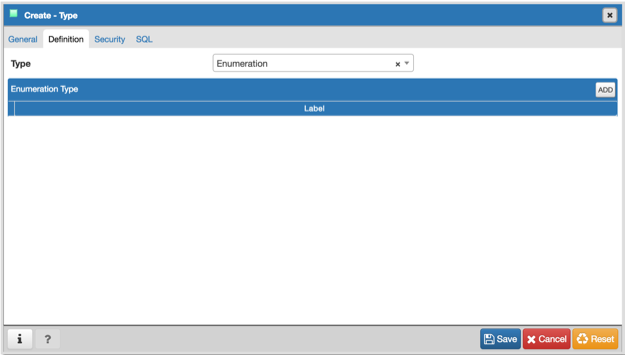 Create - Type
General Definition Security SQL
Type Enumeration
Enumeration Type ADD
Label
i ? Save Cancel Reset